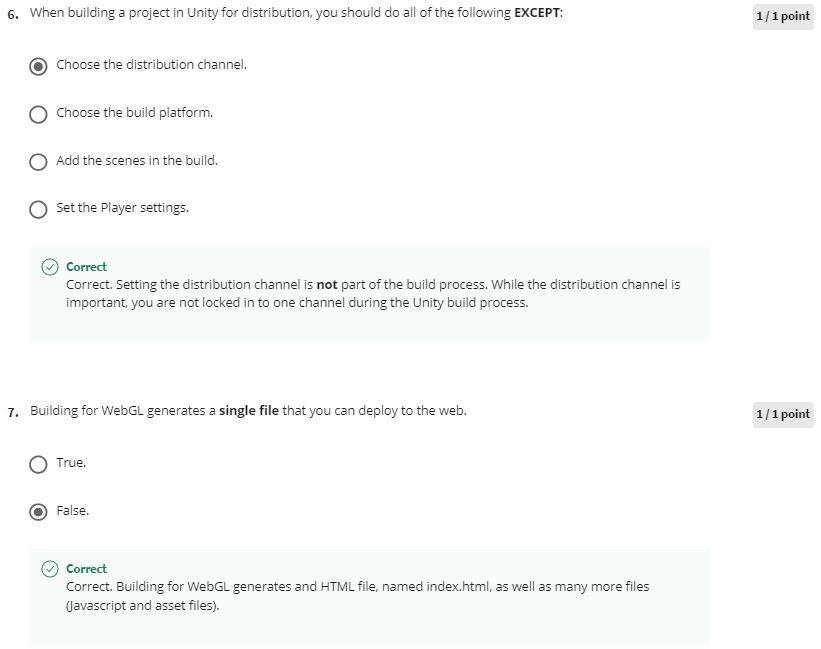 6. When building a project in Unity for distribution, you should do all of the following EXCEPT:
1 / 1 point
Choose the distribution channel.
Choose the build platform.
Add the scenes in the build.
Set the Player settings.
Correct
Correct. Setting the distribution channel is not part of the build process. While the distribution channel is
important, you are not locked in to one channel during the Unity build process.
7. Building for WebGL generates a single file that you can deploy to the web.
1 / 1 point
True.
False.
Correct
Correct. Building for WebGL generates and HTML file, named index.html, as well as many more files
(Javascript and asset files).